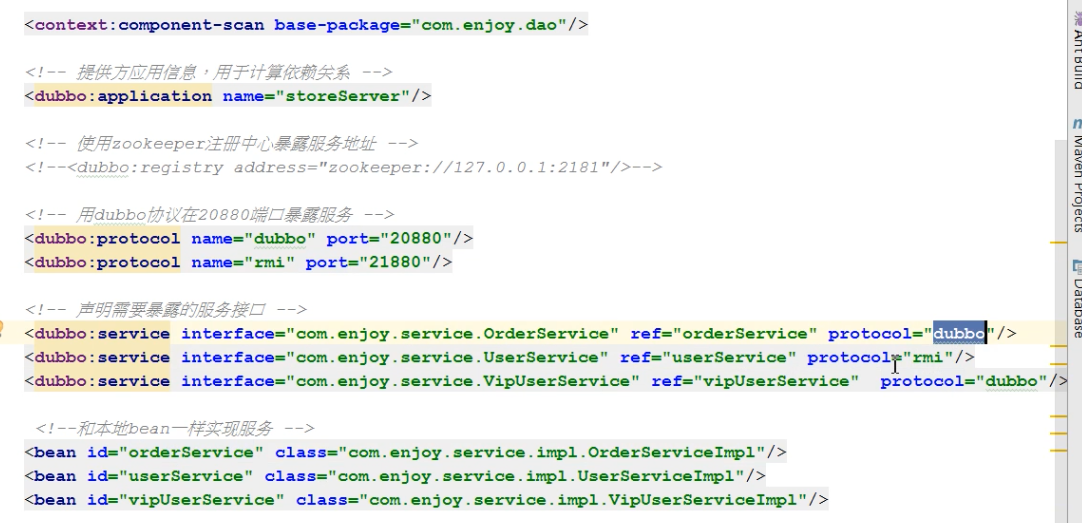 <context:component-scan base-package="com.enjoy.dao"/>
<!-- 提供方应用信息，用于计算依赖关系 -->
<dubbo:application name="storeServer"/>
<!-- 使用zookeeper注册中心暴露服务地址 -->
<!--<dubbo:registry address="zookeeper://127.0.0.1:2181"/>-->
<!-- 用dubbo协议在20880端口暴露服务 -->
<dubbo:protocol name="dubbo" port="20880"/>
<dubbo:protocol name="rmi" port="21880"/>
<!-- 声明需要暴露的服务接口 -->
<dubbo:service interface="com.enjoy.service.OrderService" ref="orderService" protocol="dubbo"/>
<dubbo:service interface="com.enjoy.service.UserService" ref="userService" protocol="rmi"/>
<dubbo:service interface="com.enjoy.service.VipUserService" ref="vipUserService"  protocol="dubbo"/>
<!--和本地bean一样实现服务 -->
<bean id="orderService" class="com.enjoy.service.impl.OrderServiceImpl"/>
<bean id="userService" class="com.enjoy.service.impl.UserServiceImpl"/>
<bean id="vipUserService" class="com.enjoy.service.impl.VipUserServiceImpl"/>
Ant Build
Maven Projects
Database